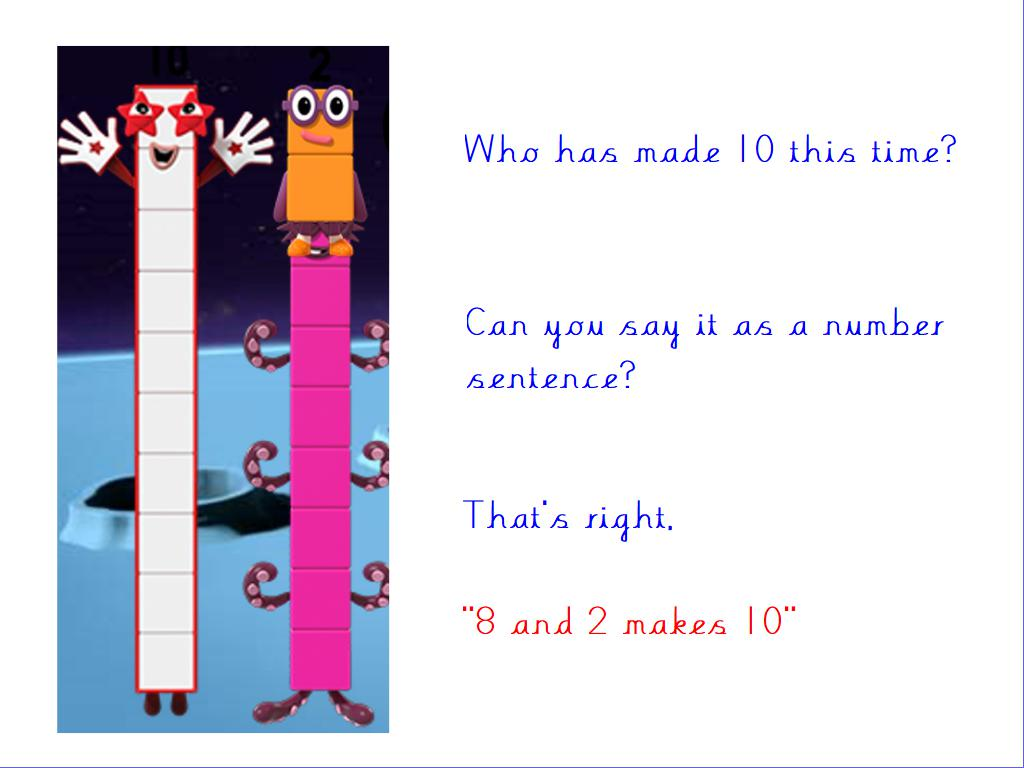 10 2
Who has made 10 this time?
Can you say it as a number
sentence?
That's right,
"8 and 2 makes 10"